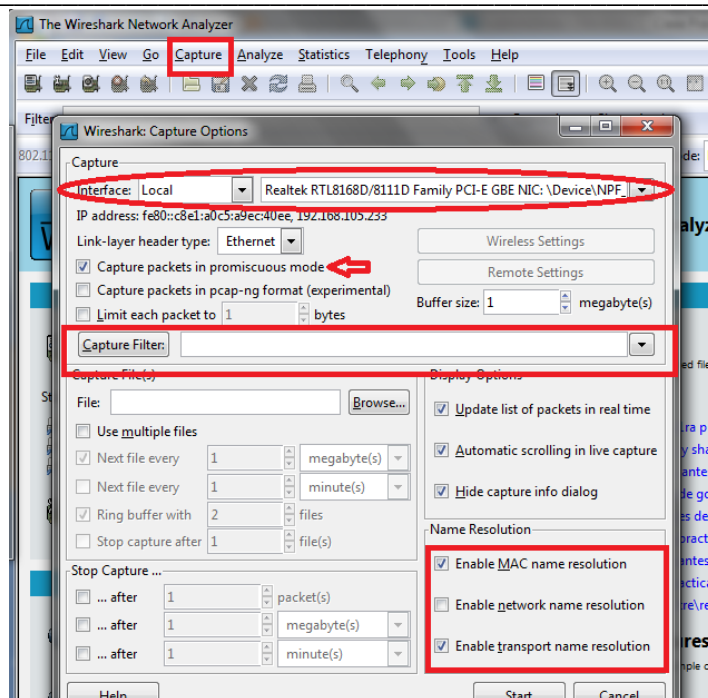 The Wireshark Network Analyzer
File Edit View Go Capture Analyze Statistics Telephony Tools Help
Filter
Wireshark: Capture Options
802.1
de:
Capture
Interface: Local Realtek RTL8168D/8111D Family PCI-E GBE NIC: \Device\NPF_
IP address: fe80::c8e1:a0c5:a9ec:40ee, 192.168.105.233
Link-layer header type: Ethernet
Wireless Settings
Capture packets in promiscuous mode
Remote Settings
Capture packets in pcap-ng format (experimental)
Buffer size: 1 megabyte(s)
Limit each packet to 1 bytes
Capture Filter:
Capture File(s)
Display Options
File: Browse...
Update list of packets in real time
Use multiple files
Next file every 1 megabyte(s)
Automatic scrolling in live capture
Next file every 1 minute(s)
Hide capture info dialog
Ring buffer with 2 files
Stop capture after 1 file(s)
Name Resolution
Enable MAC name resolution
Stop Capture ...
... after 1 packet(s)
Enable network name resolution
... after 1 megabyte(s)
Enable transport name resolution
... after 1 minute(s)
Help Start Cancel